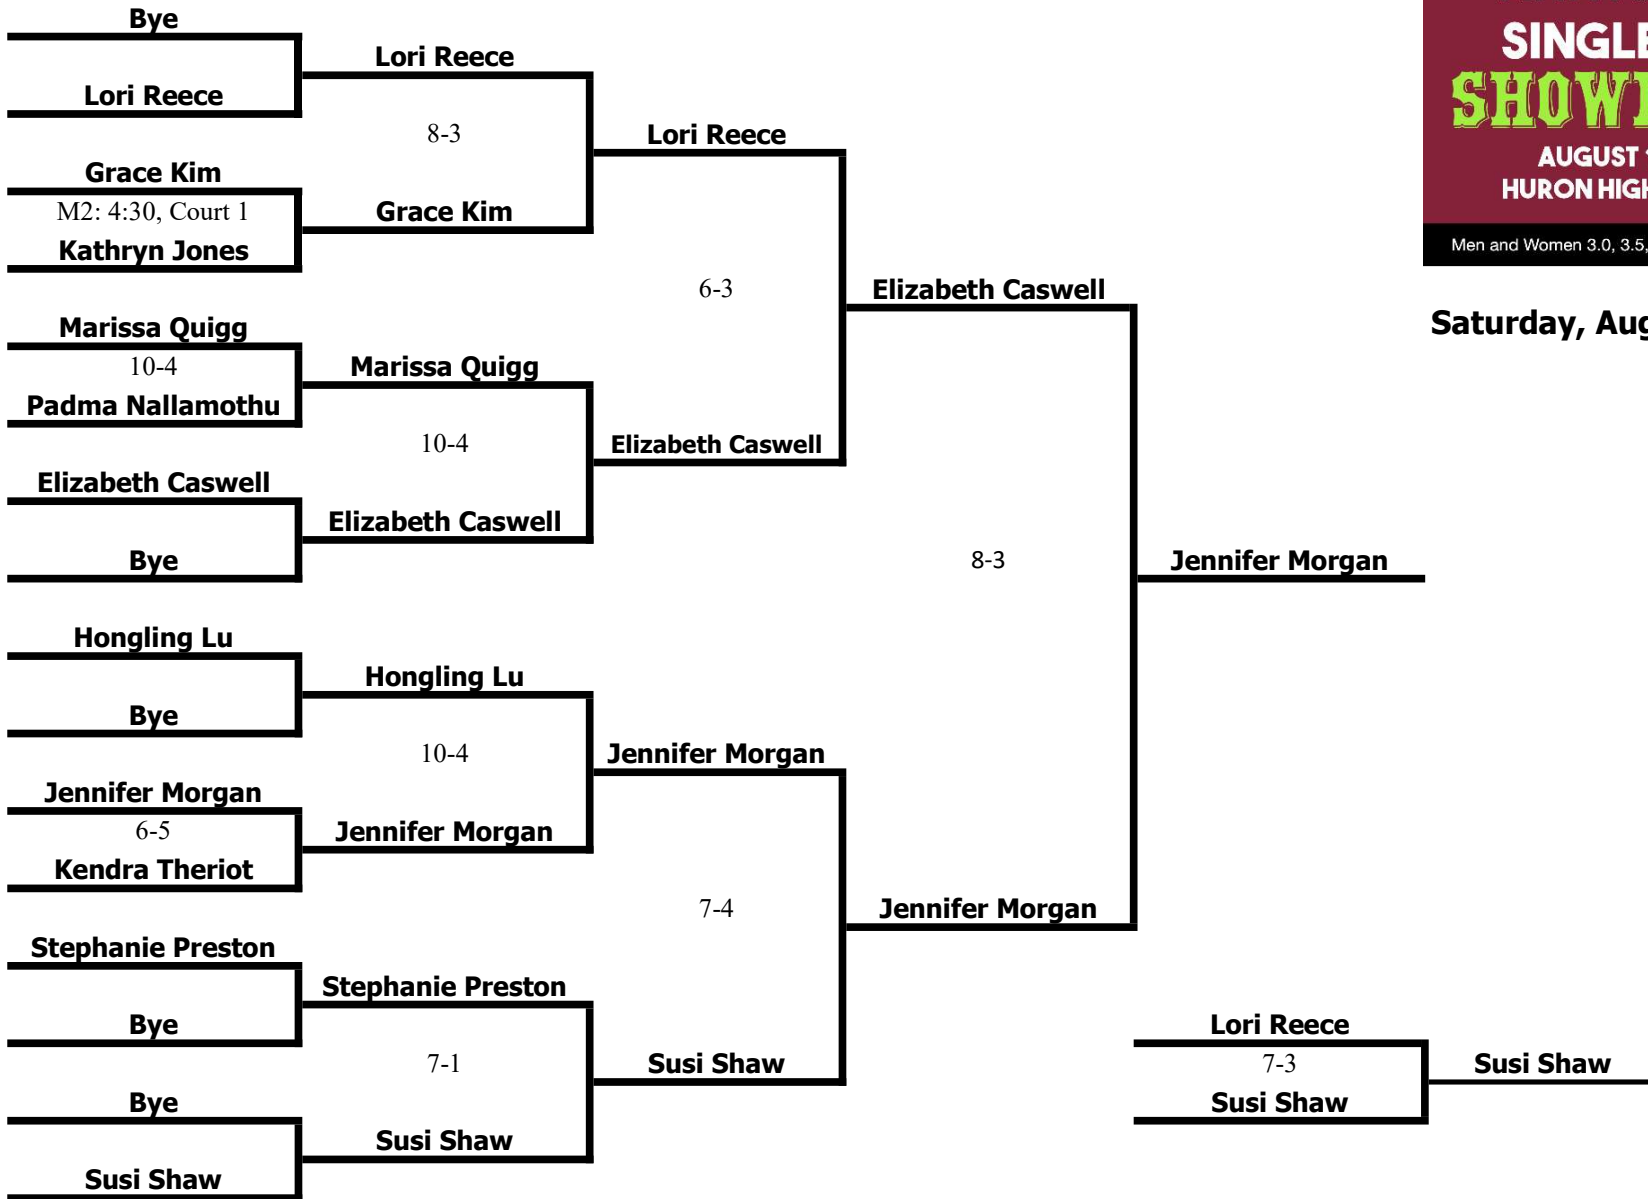 Bye
Lori Reece
Grace Kim
M2: 4:30, Court 1
Kathryn Jones
Marissa Quigg
10-4
Padma Nallamothu
Elizabeth Caswell
Bye
Hongling Lu
Bye
Jennifer Morgan
6-5
Kendra Theriot
Stephanie Preston
Bye
Bye
Susi Shaw
Lori Reece
8-3
Grace Kim
Marissa Quigg
10-4
Elizabeth Caswell
Hongling Lu
10-4
Jennifer Morgan
Stephanie Preston
7-1
Susi Shaw
Lori Reece
6-3
Elizabeth Caswell
Jennifer Morgan
7-4
Susi Shaw
Elizabeth Caswell
8-3
Jennifer Morgan
Jennifer Morgan
Lori Reece
7-3
Susi Shaw
Susi Shaw
SINGLE
AUGUST
HURON HIGH
Men and Women 3.0, 3.5,
Saturday, Aug